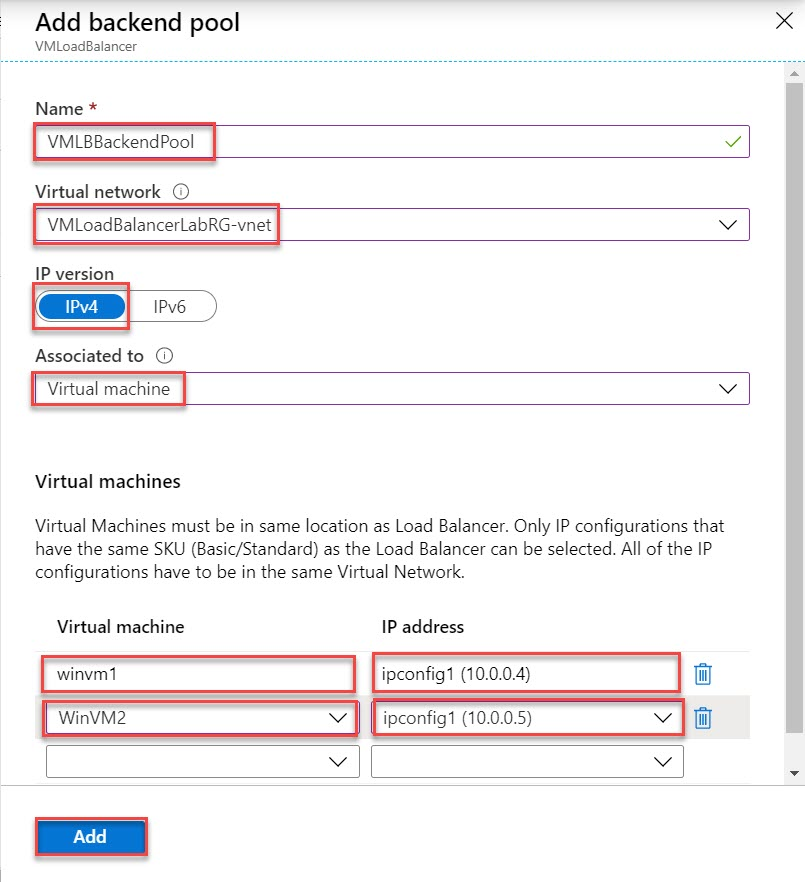 Add backend pool
VMLoadBalancer
Name *
VMLBBackendPool
Virtual network
VMLoadBalancerLabRG-vnet
IP version
IPv4 IPv6
Associated to
Virtual machine
Virtual machines
Virtual Machines must be in same location as Load Balancer. Only IP configurations that
have the same SKU (Basic/Standard) as the Load Balancer can be selected. All of the IP
configurations have to be in the same Virtual Network.
Virtual machine IP address
winvm1 ipconfig1 (10.0.0.4)
WinVM2 ipconfig1 (10.0.0.5)
Add